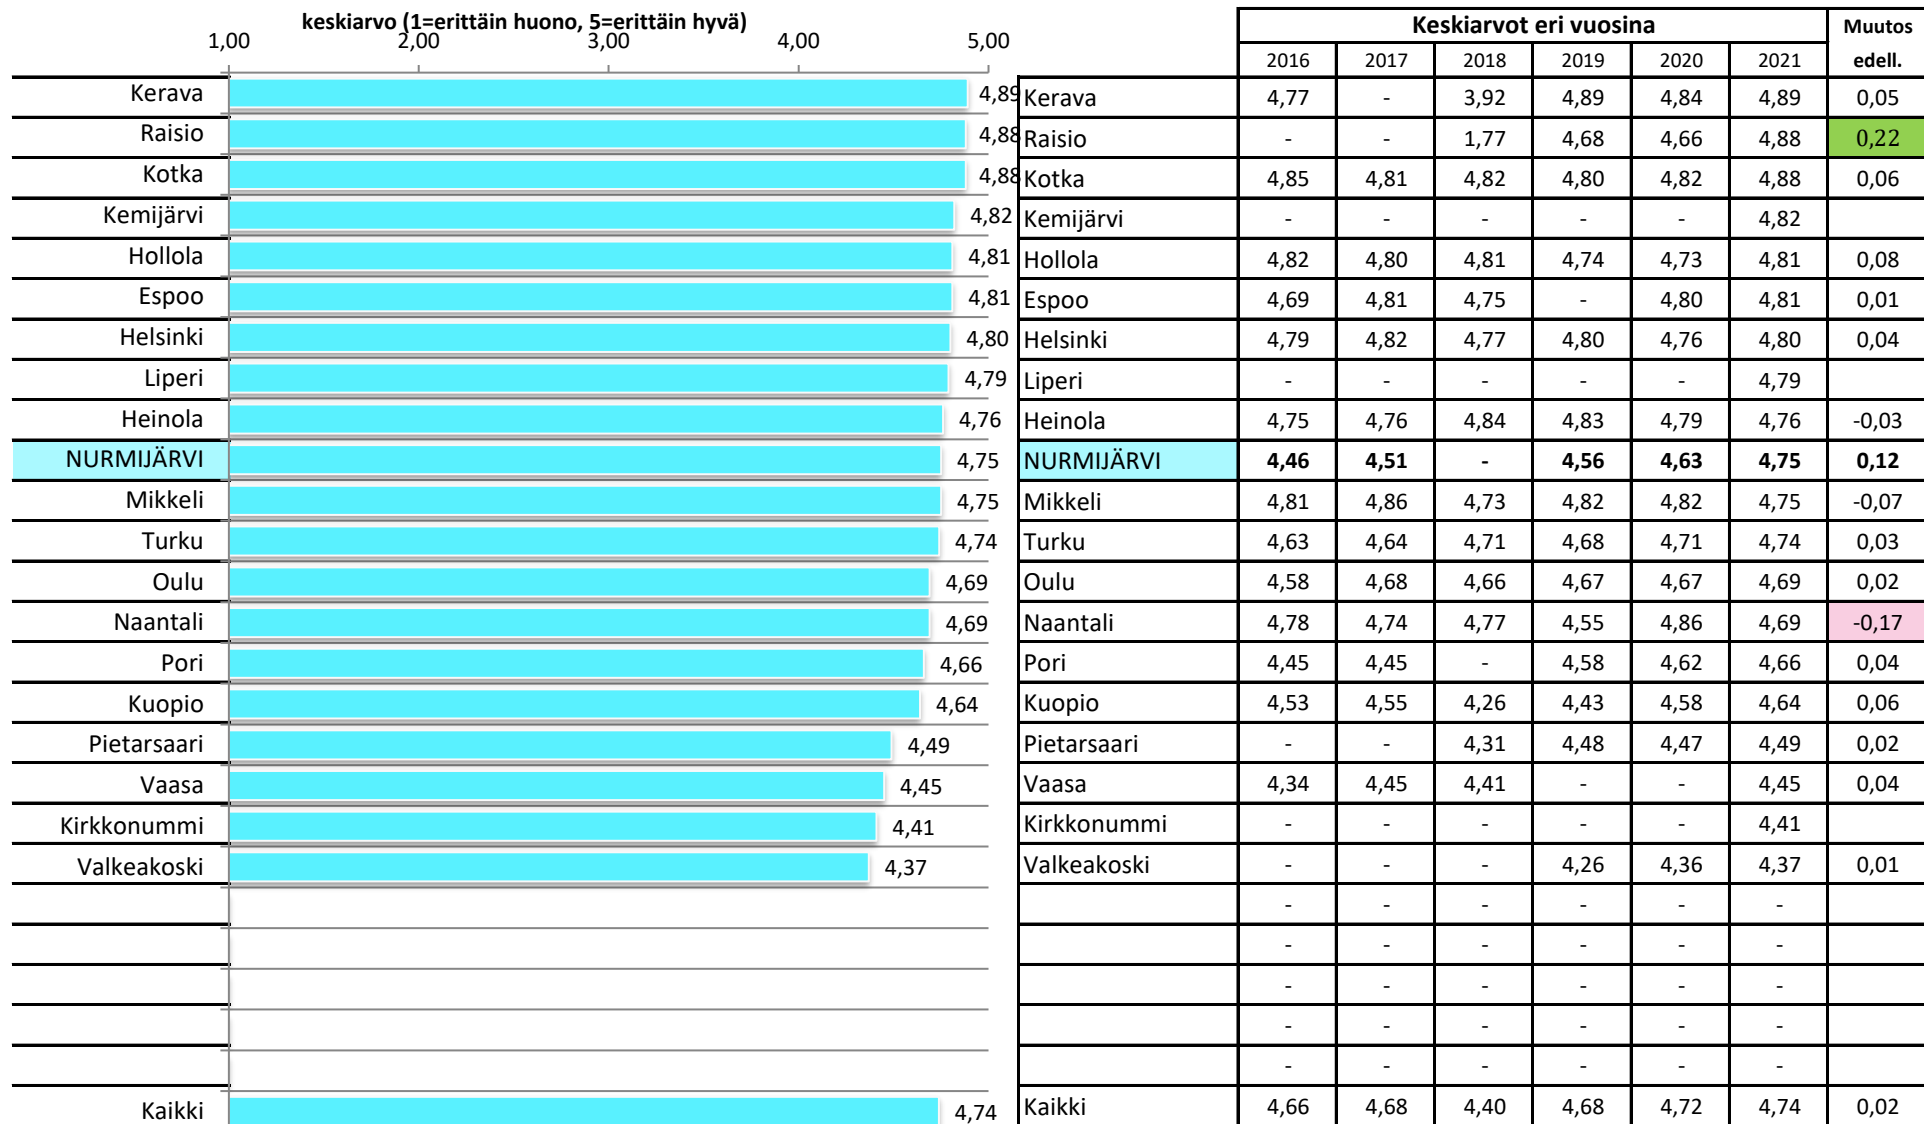 keskiarvo (1=erittäin huono, 5=erittäin hyvä)
1,00 2,00 3,00 4,00 5,00
Kerava 4,89
Raisio 4,88
Kotka 4,88
Kemijärvi 4,82
Hollola 4,81
Espoo 4,81
Helsinki 4,80
Liperi 4,79
Heinola 4,76
NURMIJÄRVI 4,75
Mikkeli 4,75
Turku 4,74
Oulu 4,69
Naantali 4,69
Pori 4,66
Kuopio 4,64
Pietarsaari 4,49
Vaasa 4,45
Kirkkonummi 4,41
Valkeakoski 4,37
Kaikki 4,74
Keskiarvot eri vuosina Muutos
2016 2017 2018 2019 2020 2021 edell.
Kerava 4,77 - 3,92 4,89 4,84 4,89 0,05
Raisio - - 1,77 4,68 4,66 4,88 0,22
Kotka 4,85 4,81 4,82 4,80 4,82 4,88 0,06
Kemijärvi - - - - - 4,82
Hollola 4,82 4,80 4,81 4,74 4,73 4,81 0,08
Espoo 4,69 4,81 4,75 - 4,80 4,81 0,01
Helsinki 4,79 4,82 4,77 4,80 4,76 4,80 0,04
Liperi - - - - - 4,79
Heinola 4,75 4,76 4,84 4,83 4,79 4,76 -0,03
NURMIJÄRVI 4,46 4,51 - 4,56 4,63 4,75 0,12
Mikkeli 4,81 4,86 4,73 4,82 4,82 4,75 -0,07
Turku 4,63 4,64 4,71 4,68 4,71 4,74 0,03
Oulu 4,58 4,68 4,66 4,67 4,67 4,69 0,02
Naantali 4,78 4,74 4,77 4,55 4,86 4,69 -0,17
Pori 4,45 4,45 - 4,58 4,62 4,66 0,04
Kuopio 4,53 4,55 4,26 4,43 4,58 4,64 0,06
Pietarsaari - - 4,31 4,48 4,47 4,49 0,02
Vaasa 4,34 4,45 4,41 - - 4,45 0,04
Kirkkonummi - - - - - 4,41
Valkeakoski - - - 4,26 4,36 4,37 0,01
- - - - - -
- - - - - -
- - - - - -
- - - - - -
- - - - - -
Kaikki 4,66 4,68 4,40 4,68 4,72 4,74 0,02